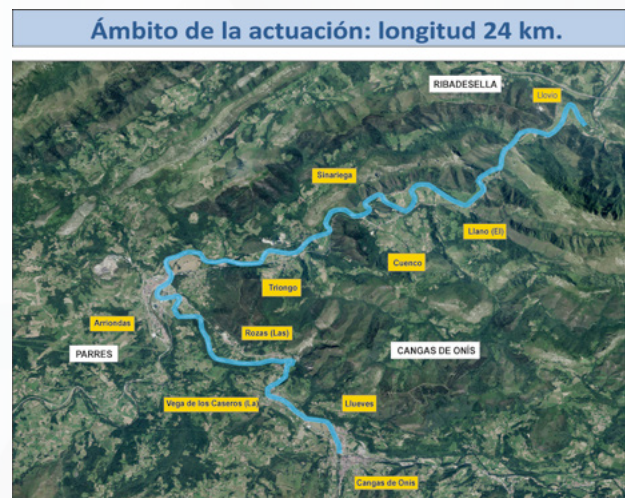 Ámbito de la actuación: longitud 24 km.
RIBADESELLA
Llovio
Sinariega
Llano (El)
Cuenco
Triongo
Arriondas
Rozas (Las)
PARRES
CANGAS DE ONÍS
Vega de los Caseros (La)
Llueves
Cangas de Onís